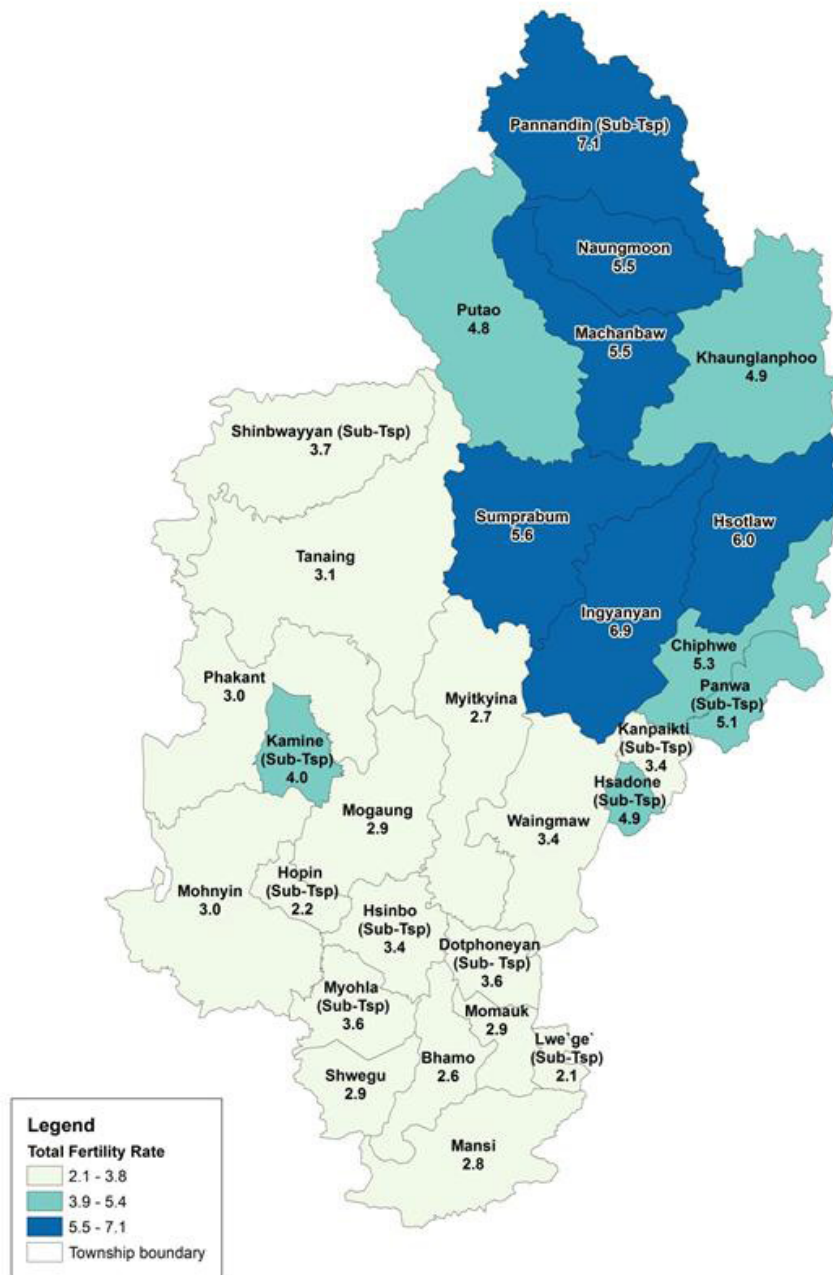 Pannandin (Sub-Tsp)
7.1
Naungmoon
5.5
Putao
4.8
Machanbaw
5.5
Khaunglanphoo
4.9
Shinbwayyan (Sub-Tsp)
3.7
Sumprabum
5.6
Hsotlaw
6.0
Tanaing
3.1
Ingyanyan
6.9
Chiphwe
5.3
Phakant
3.0
Myitkyina
2.7
Panwa
(Sub-Tsp)
5.1
Kanpaikti
(Sub-Tsp)
3.4
Kamine
(Sub-Tsp)
4.0
Hsadone
(Sub-Tsp)
4.9
Mogaung
2.9
Waingmaw
3.4
Hopin
(Sub-Tsp)
2.2
Mohnyin
3.0
Hsinbo
(Sub-Tsp)
3.4
Dotphoneyan
(Sub- Tsp)
3.6
Myohla
(Sub-Tsp)
3.6
Momauk
2.9
Lwe`ge`
(Sub-Tsp)
2.1
Bhamo
2.6
Shwegu
2.9
Mansi
2.8
Legend
Total Fertility Rate
2.1 - 3.8
3.9 - 5.4
5.5 - 7.1
Township boundary